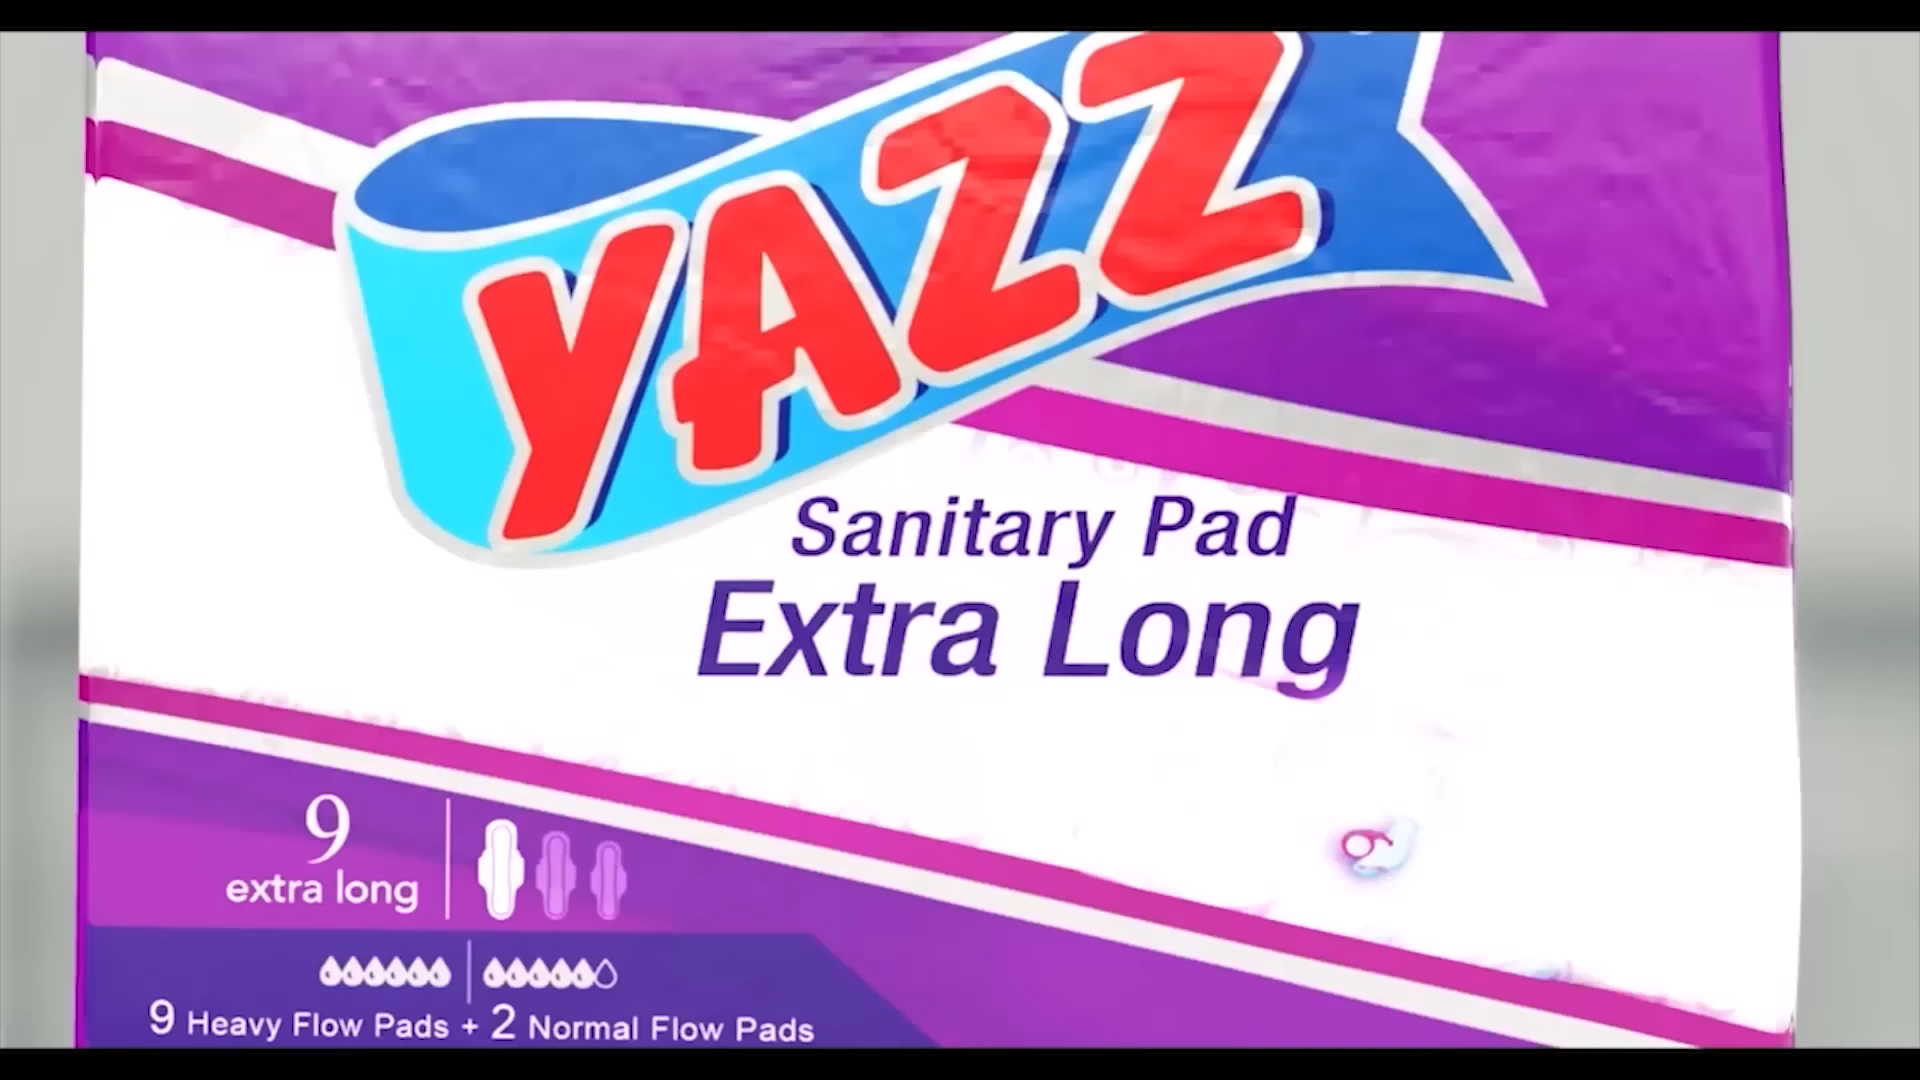 YAZZ
Sanitary Pad
Extra Long
9
extra long
9 Heavy Flow Pads + 2 Normal Flow Pads